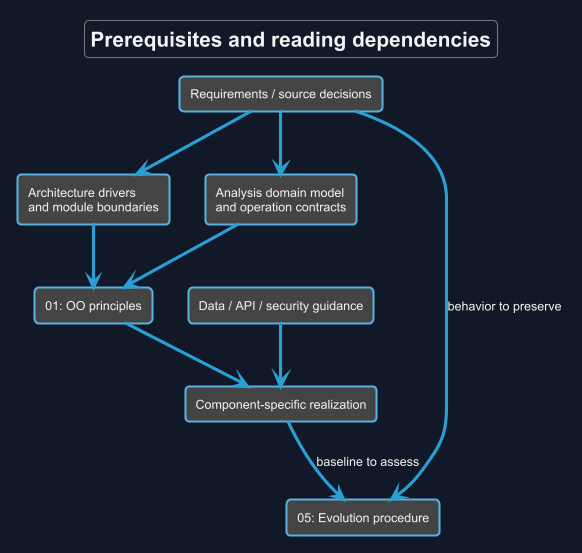 Prerequisites and reading dependencies
Requirements / source decisions
Architecture drivers
and module boundaries
Analysis domain model
and operation contracts
01: OO principles
Data / API / security guidance
behavior to preserve
Component-specific realization
baseline to assess
05: Evolution procedure